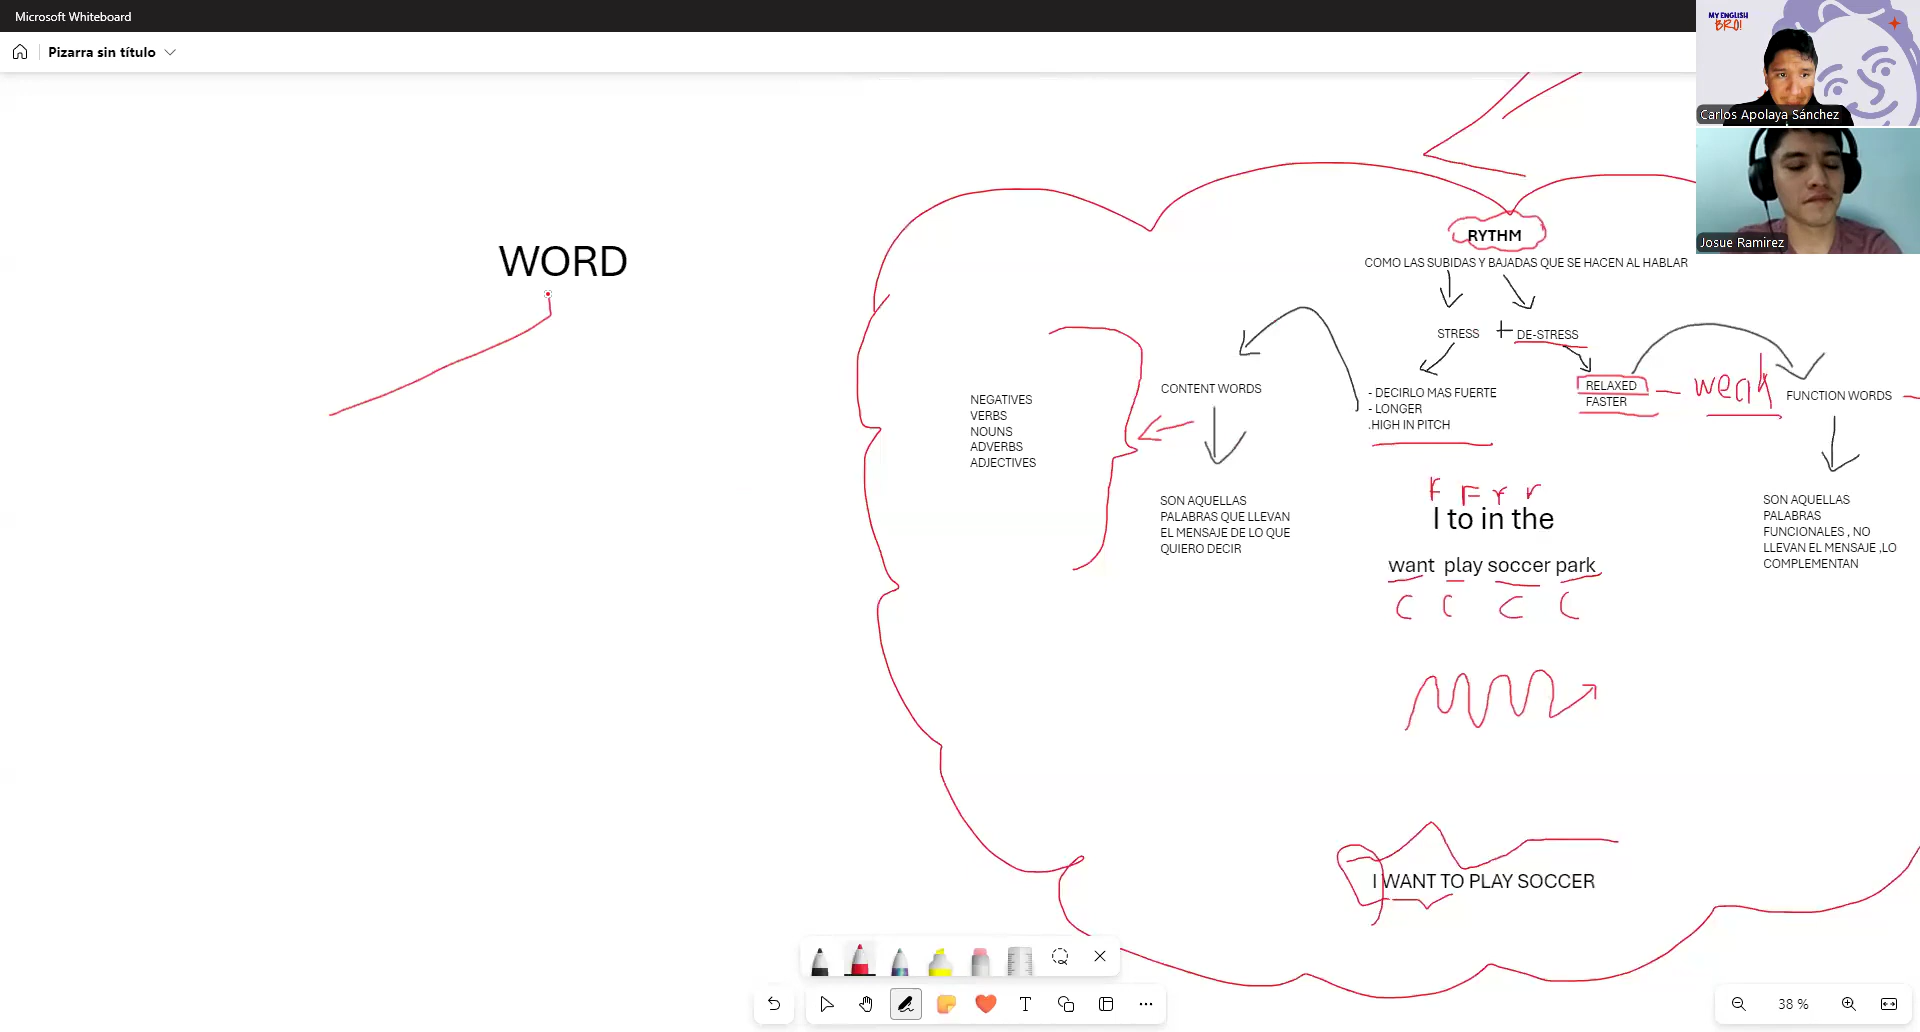 Microsoft Whiteboard
Pizarra sin título
MY ENGLISH
BRO!
Carlos Apolaya Sánchez
Josue Ramirez
WORD
RYTHM
COMO LAS SUBIDAS Y BAJADAS QUE SE HACEN AL HABLAR
STRESS + DE-STRESS
NEGATIVES
VERBS
NOUNS
ADVERBS
ADJECTIVES
CONTENT WORDS
SON AQUELLAS
PALABRAS QUE LLEVAN
EL MENSAJE DE LO QUE
QUIERO DECIR
- DECIRLO MAS FUERTE
- LONGER
.HIGH IN PITCH
RELAXED
FASTER
weak
FUNCTION WORDS
SON AQUELLAS
PALABRAS
FUNCIONALES , NO
LLEVAN EL MENSAJE ,LO
COMPLEMENTAN
F F r r
I to in the
want play soccer park
C C C C
I WANT TO PLAY SOCCER
38 %